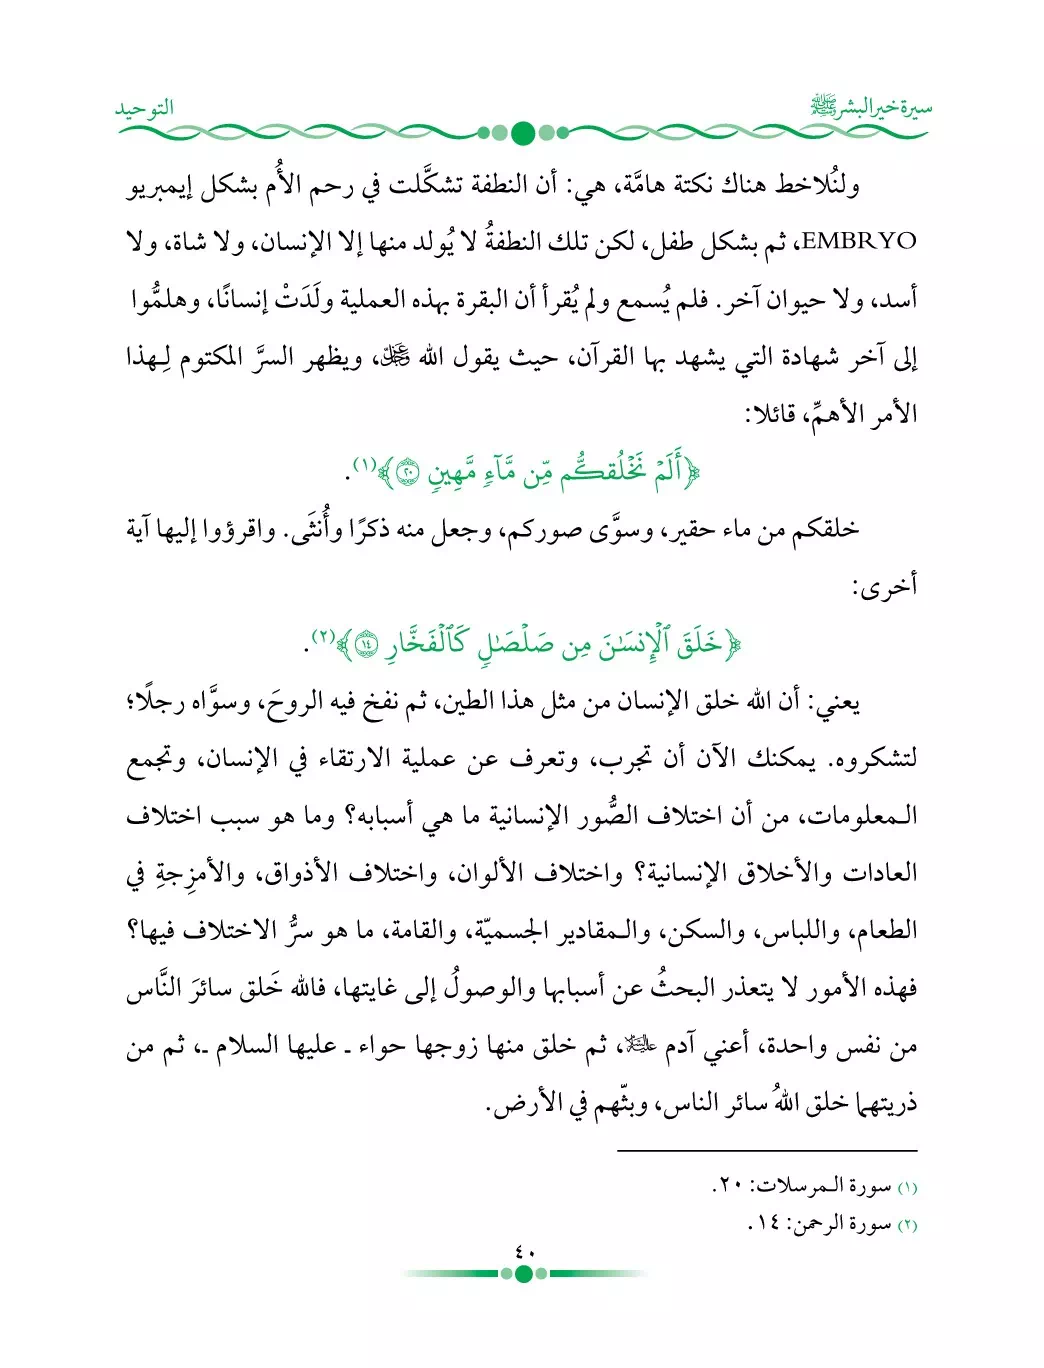 سيرة خير البشر ﷺ
التوحيد
ولنُلاخط هناك نكتة هامَّة، هي: أن النطفة تشكَّلت في رحم الأُم بشكل إيمبريو
EMBRYO، ثم بشكل طفل، لكن تلك النطفةُ لا يُولد منها إلا الإنسان، ولا شاة، ولا
أسد، ولا حيوان آخر. فلم يُسمع ولم يُقرأ أن البقرة بهذه العملية ولَدَتْ إنسانًا، وهلمُّوا
إلى آخر شهادة التي يشهد بها القرآن، حيث يقول الله عَزَّوَجَلَّ، ويظهر السرَّ المكتوم لِـهذا
الأمر الأهمِّ، قائلا:
﴿أَلَمۡ نَخۡلُقكُّم مِّن مَّآءٖ مَّهِينٖ ٢٠﴾(١).
خلقكم من ماء حقير، وسوَّى صوركم، وجعل منه ذكرًا وأُنثَى. واقرؤوا إليها آية
أخرى:
﴿خَلَقَ ٱلۡإِنسَٰنَ مِن صَلۡصَٰلٖ كَٱلۡفَخَّارِ ١٤﴾(٢).
يعني: أن الله خلق الإنسان من مثل هذا الطين، ثم نفخ فيه الروحَ، وسوَّاه رجلًا؛
لتشكروه. يمكنك الآن أن تجرب، وتعرف عن عملية الارتقاء في الإنسان، وتجمع
الـمعلومات، من أن اختلاف الصُّور الإنسانية ما هي أسبابه؟ وما هو سبب اختلاف
العادات والأخلاق الإنسانية؟ واختلاف الألوان، واختلاف الأذواق، والأمزِجةِ في
الطعام، واللباس، والسكن، والـمقادير الجسميّة، والقامة، ما هو سرُّ الاختلاف فيها؟
فهذه الأمور لا يتعذر البحثُ عن أسبابها والوصولُ إلى غايتها، فالله خَلق سائرَ النَّاس
من نفس واحدة، أعني آدم عليه السلام، ثم خلق منها زوجها حواء ـ عليها السلام ـ، ثم من
ذريتهما خلق اللهُ سائر الناس، وبثّهم في الأرض.
(١) سورة الـمرسلات: ٢٠.
(٢) سورة الرحمن: ١٤.
٤٠